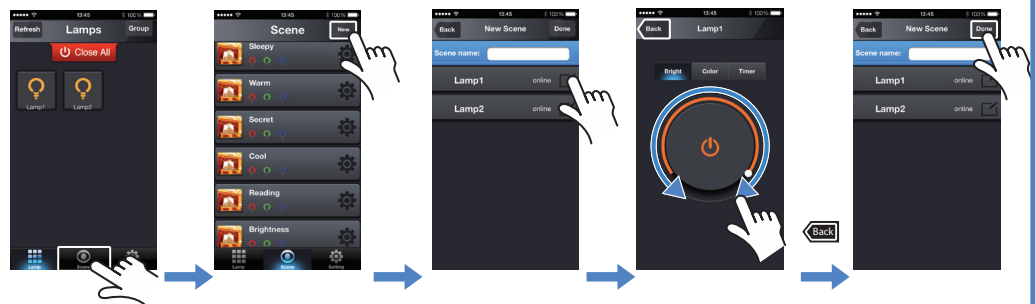 13:45
100%
Refresh
Lamps
Group
Close All
Lamp1
Lamp2
Lamp
Scene
13:45
100%
Scene
New
Sleepy
Warm
Secret
Cool
Reading
Brightness
Lamp
Scene
Setting
13:45
100%
Back
New Scene
Done
Scene name:
Lamp1
online
Lamp2
online
13:45
100%
Back
Lamp1
Bright
Color
Timer
Back
13:45
100%
Back
New Scene
Done
Scene name:
Lamp1
online
Lamp2
online